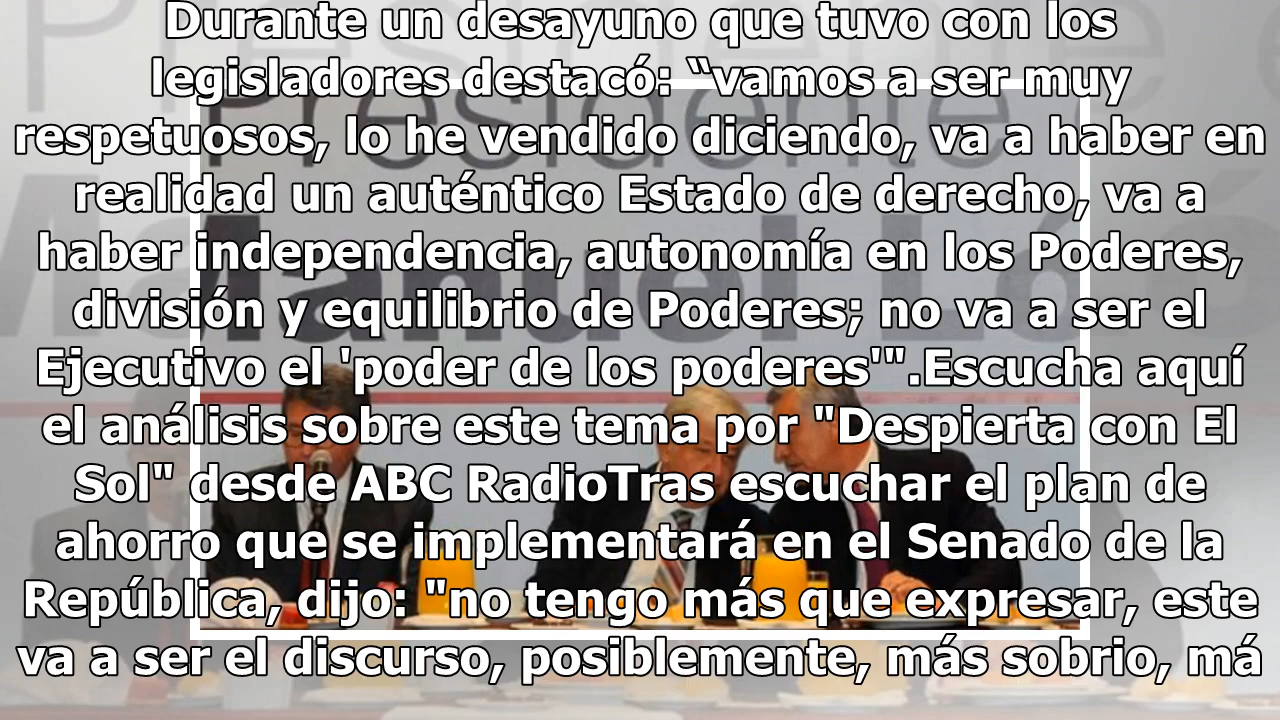 Durante un desayuno que tuvo con los
legisladores destacó: “vamos a ser muy
respetuosos, lo he vendido diciendo, va a haber en
realidad un auténtico Estado de derecho, va a
haber independencia, autonomía en los Poderes,
división y equilibrio de Poderes; no va a ser el
Ejecutivo el 'poder de los poderes'".Escucha aquí
el análisis sobre este tema por "Despierta con El
Sol" desde ABC RadioTras escuchar el plan de
ahorro que se implementará en el Senado de la
República, dijo: "no tengo más que expresar, este
va a ser el discurso, posiblemente, más sobrio, má
Presidente
Manuel Ló